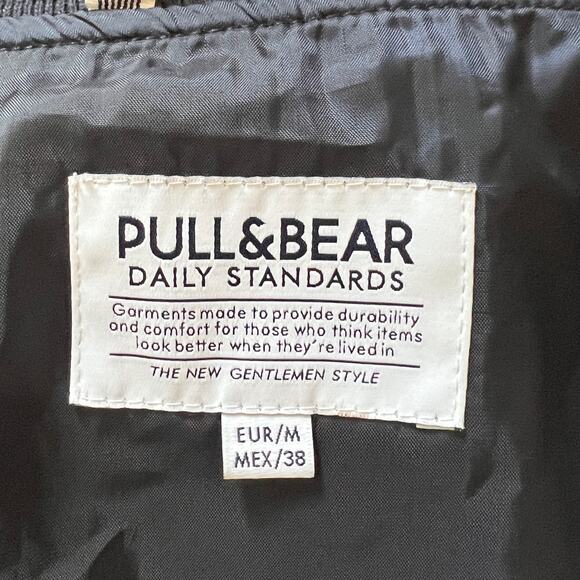 PULL&BEAR
DAILY STANDARDS
Garments made to provide durability
and comfort for those who think items
look better when they're lived in
THE NEW GENTLEMEN STYLE
EUR/M
MEX/38